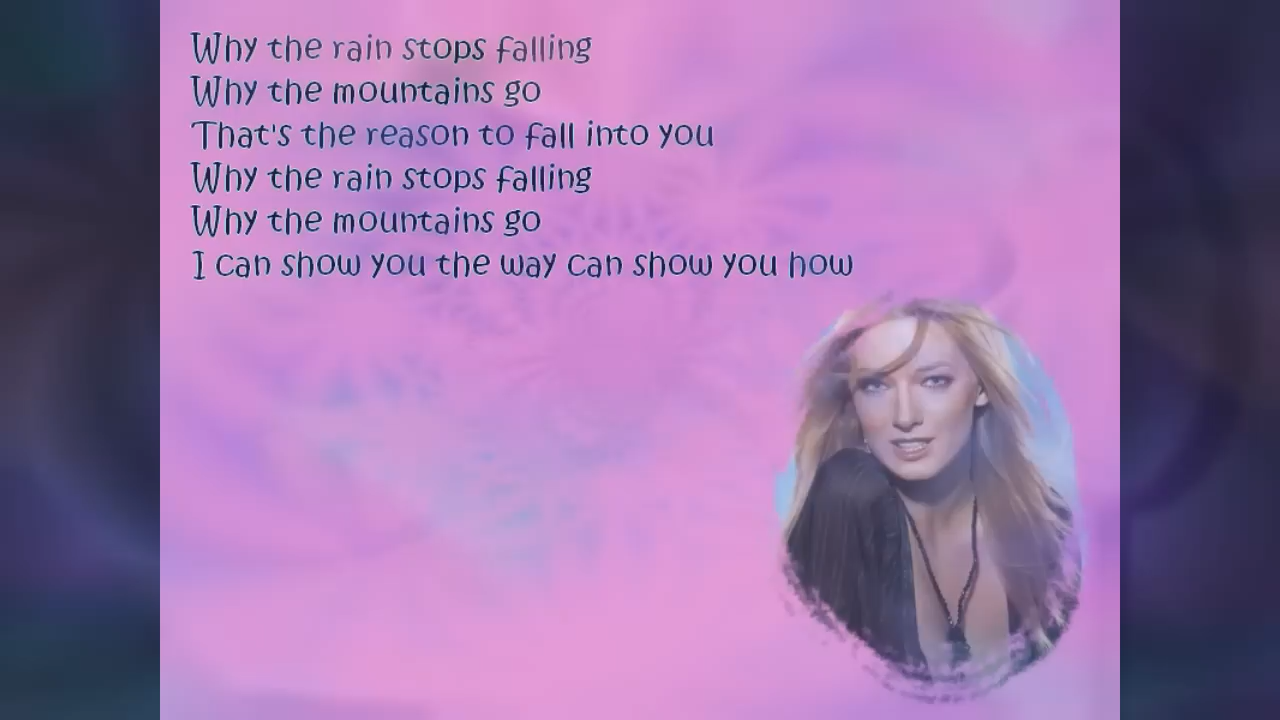 Why the rain stops falling
Why the mountains go
That's the reason to fall into you
Why the rain stops falling
Why the mountains go
I can show you the way can show you how